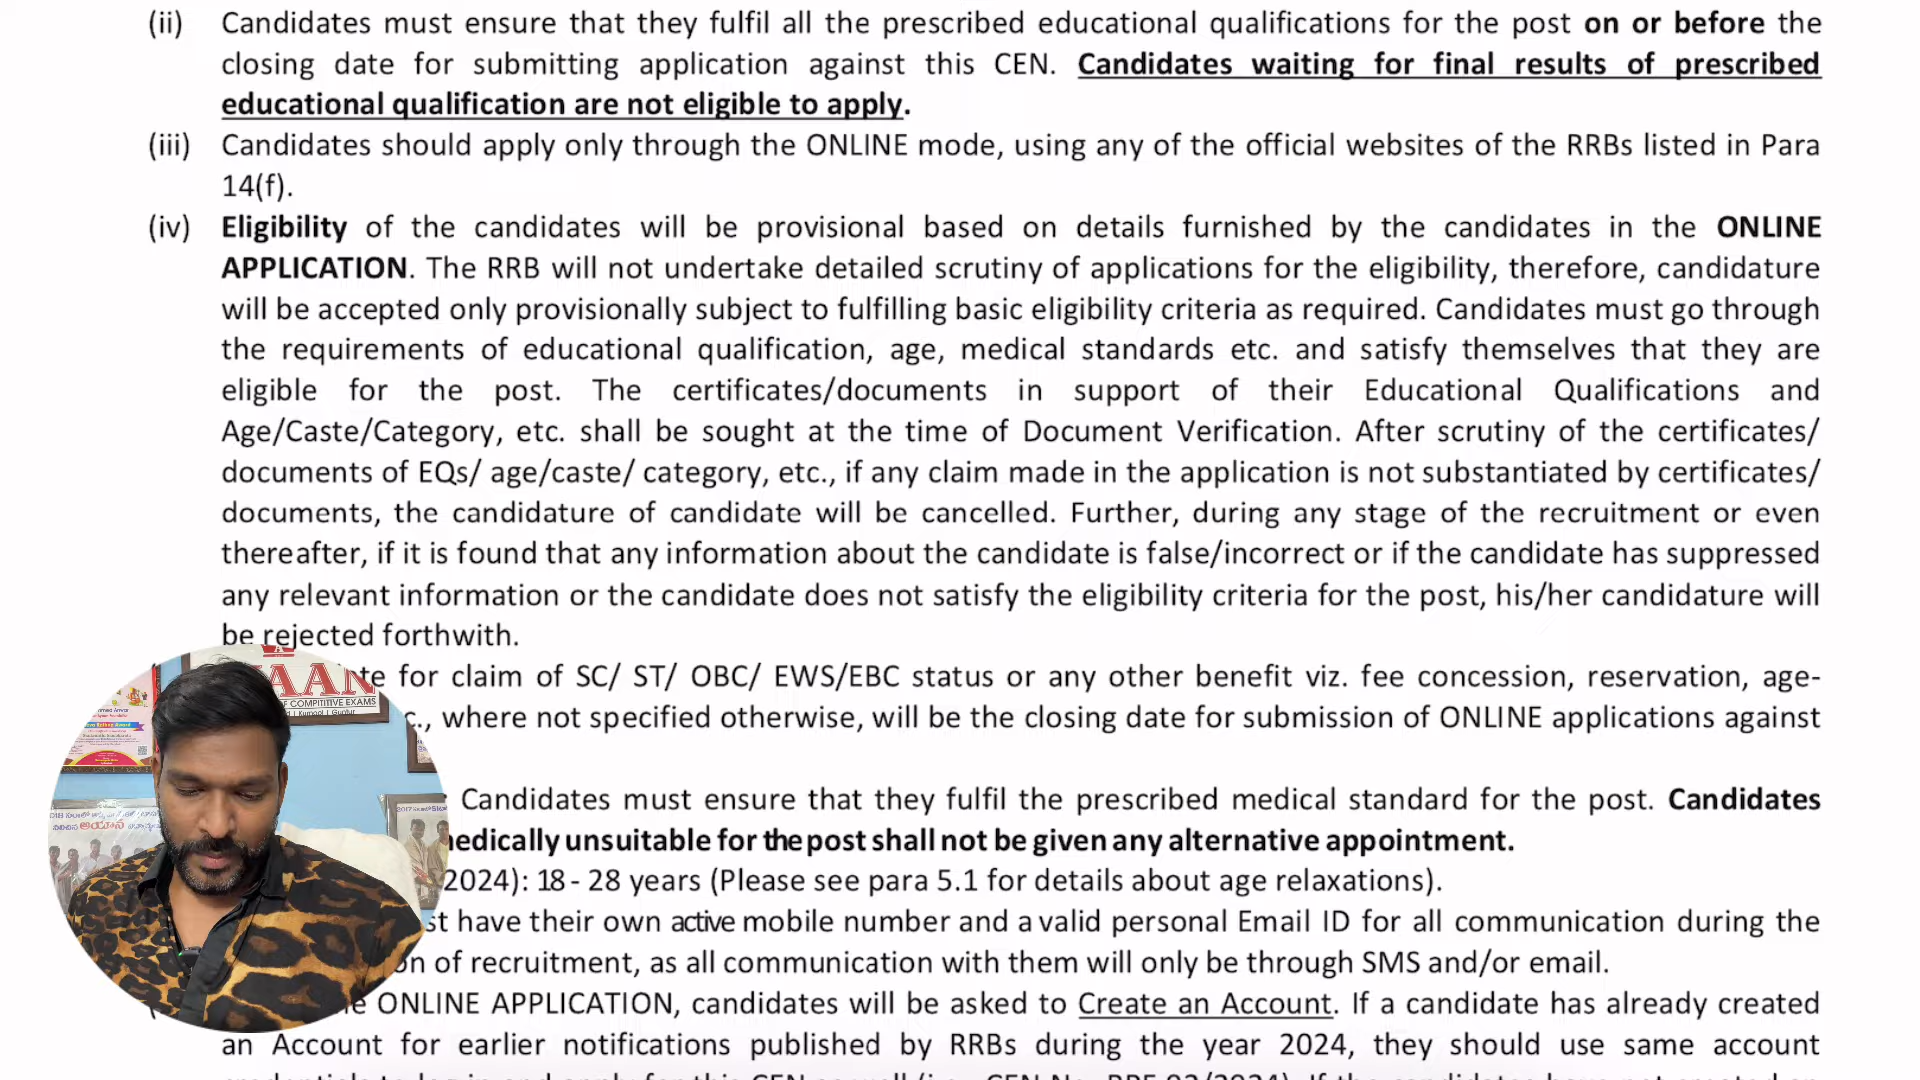 (ii) Candidates must ensure that they fulfil all the prescribed educational qualifications for the post on or before the
closing date for submitting application against this CEN. Candidates waiting for final results of prescribed
educational qualification are not eligible to apply.
(iii) Candidates should apply only through the ONLINE mode, using any of the official websites of the RRBs listed in Para
14(f).
(iv) Eligibility of the candidates will be provisional based on details furnished by the candidates in the ONLINE
APPLICATION. The RRB will not undertake detailed scrutiny of applications for the eligibility, therefore, candidature
will be accepted only provisionally subject to fulfilling basic eligibility criteria as required. Candidates must go through
the requirements of educational qualification, age, medical standards etc. and satisfy themselves that they are
eligible for the post. The certificates/documents in support of their Educational Qualifications and
Age/Caste/Category, etc. shall be sought at the time of Document Verification. After scrutiny of the certificates/
documents of EQs/ age/caste/ category, etc., if any claim made in the application is not substantiated by certificates/
documents, the candidature of candidate will be cancelled. Further, during any stage of the recruitment or even
thereafter, if it is found that any information about the candidate is false/incorrect or if the candidate has suppressed
any relevant information or the candidate does not satisfy the eligibility criteria for the post, his/her candidature will
be rejected forthwith.
for claim of SC/ ST/ OBC/ EWS/EBC status or any other benefit viz. fee concession, reservation, age-
where not specified otherwise, will be the closing date for submission of ONLINE applications against
Candidates must ensure that they fulfil the prescribed medical standard for the post. Candidates
unsuitable for the post shall not be given any alternative appointment.
2024): 18 - 28 years (Please see para 5.1 for details about age relaxations).
have their own active mobile number and a valid personal Email ID for all communication during the
of recruitment, as all communication with them will only be through SMS and/or email.
ONLINE APPLICATION, candidates will be asked to Create an Account. If a candidate has already created
an Account for earlier notifications published by RRBs during the year 2024, they should use same account
OF COMPITITIVE EXAMS
| Kurnool | Guntur